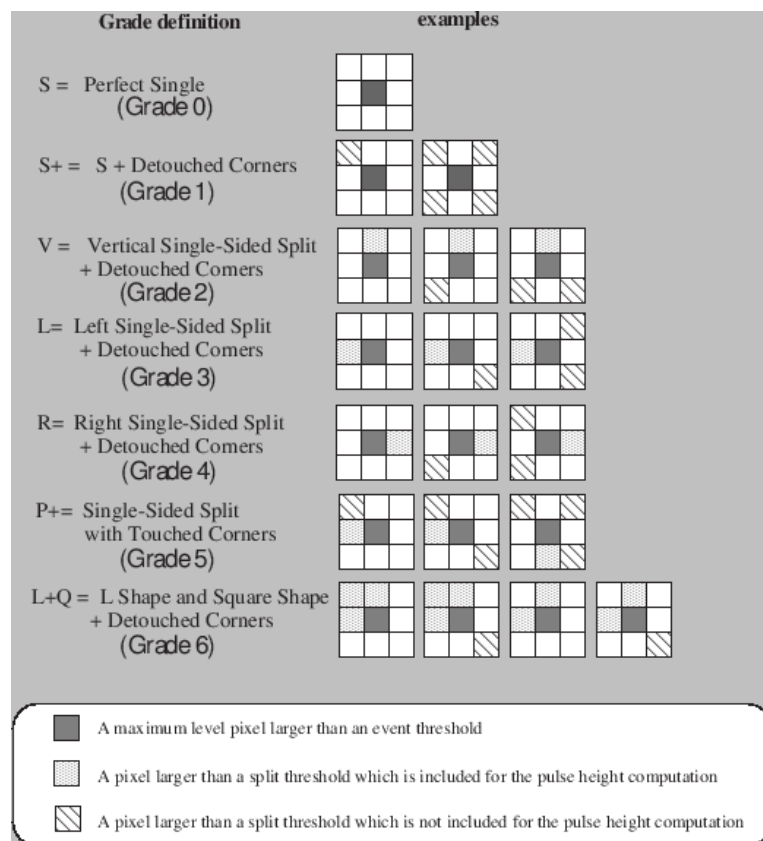 Grade definition examples
S = Perfect Single
(Grade 0)
S+ = S + Detouched Corners
(Grade 1)
V = Vertical Single-Sided Split
+ Detouched Corners
(Grade 2)
L= Left Single-Sided Split
+ Detouched Corners
(Grade 3)
R= Right Single-Sided Split
+ Detouched Corners
(Grade 4)
P+= Single-Sided Split
with Touched Corners
(Grade 5)
L+Q = L Shape and Square Shape
+ Detouched Corners
(Grade 6)
A maximum level pixel larger than an event threshold
A pixel larger than a split threshold which is included for the pulse height computation
A pixel larger than a split threshold which is not included for the pulse height computation